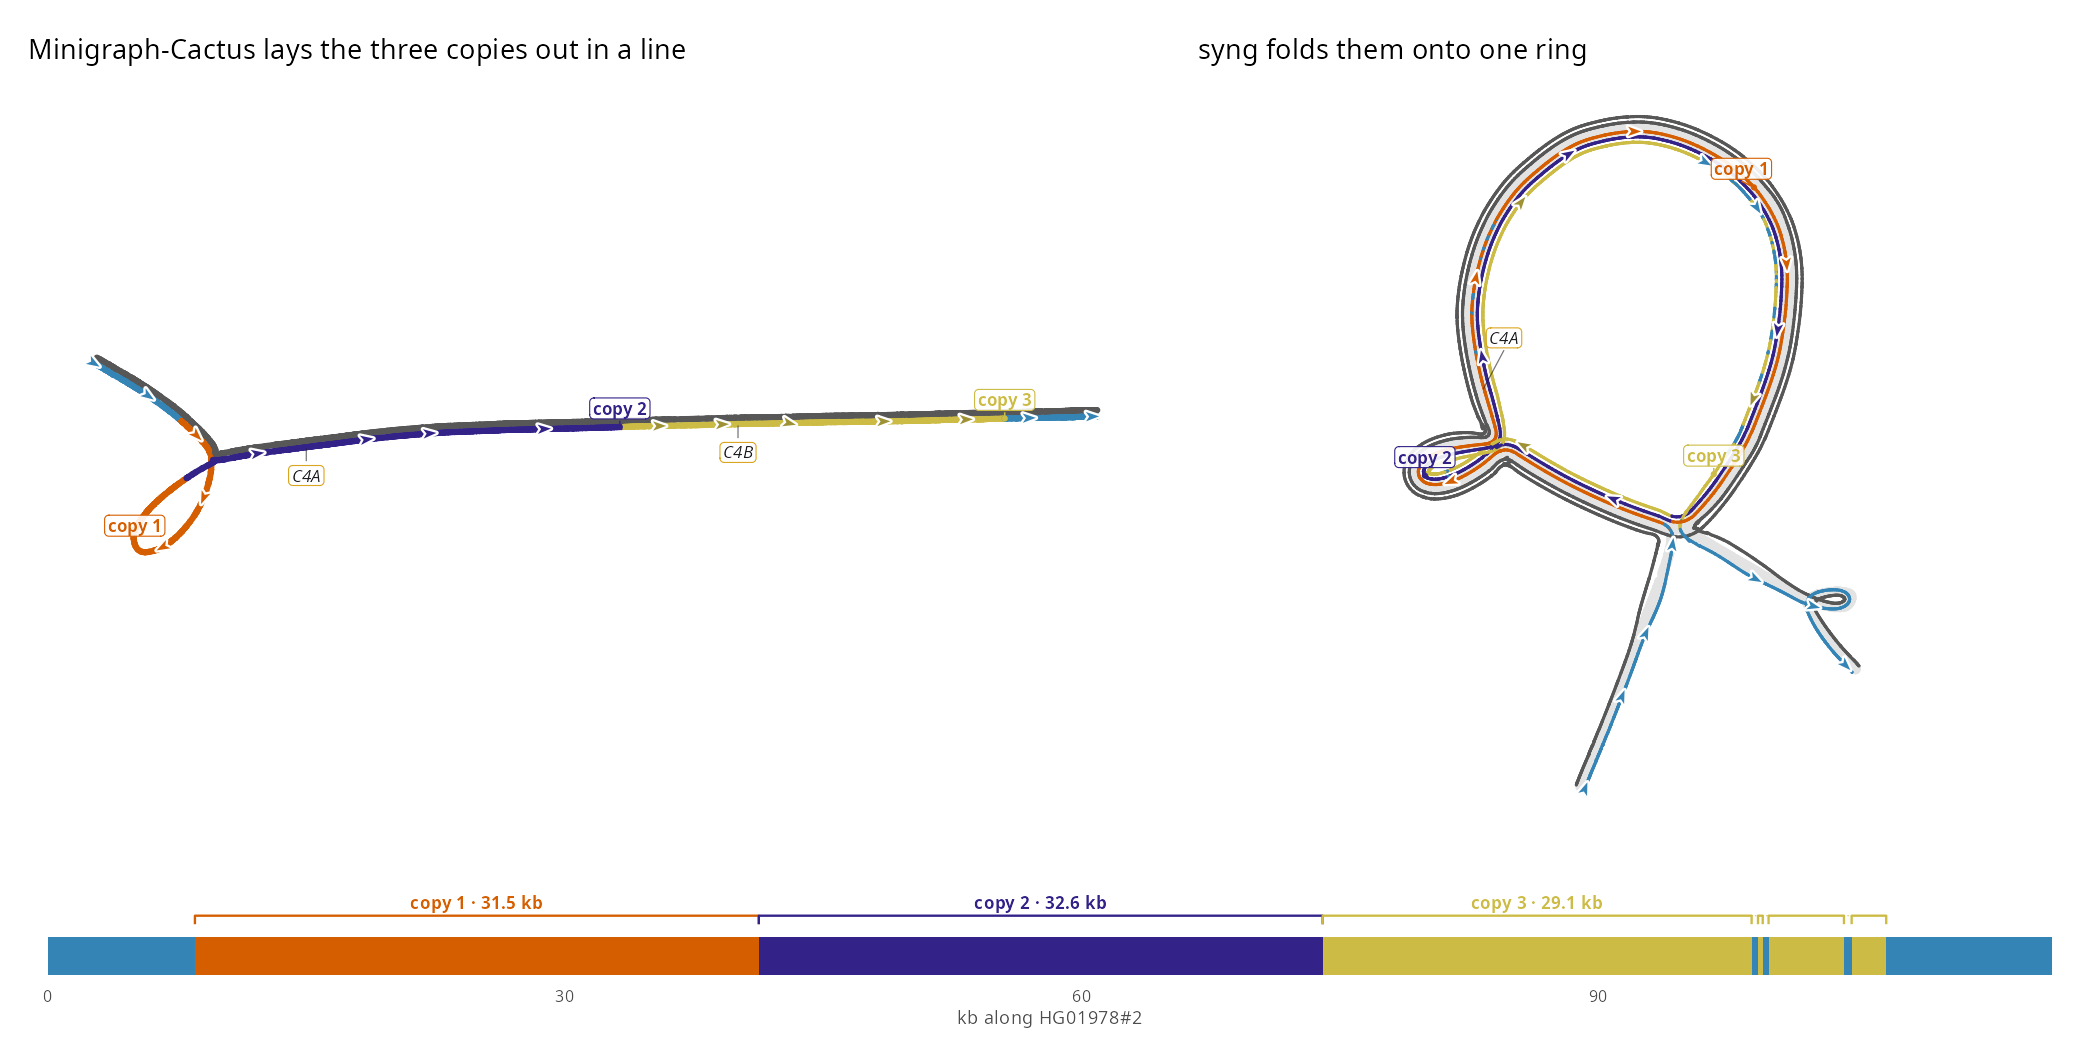 Minigraph-Cactus lays the three copies out in a line
syng folds them onto one ring
copy 1
copy 2
C4A
C4B
copy 3
copy 1
C4A
copy 2
copy 3
copy 1 · 31.5 kb
copy 2 · 32.6 kb
copy 3 · 29.1 kb
0
30
60
90
kb along HG01978#2